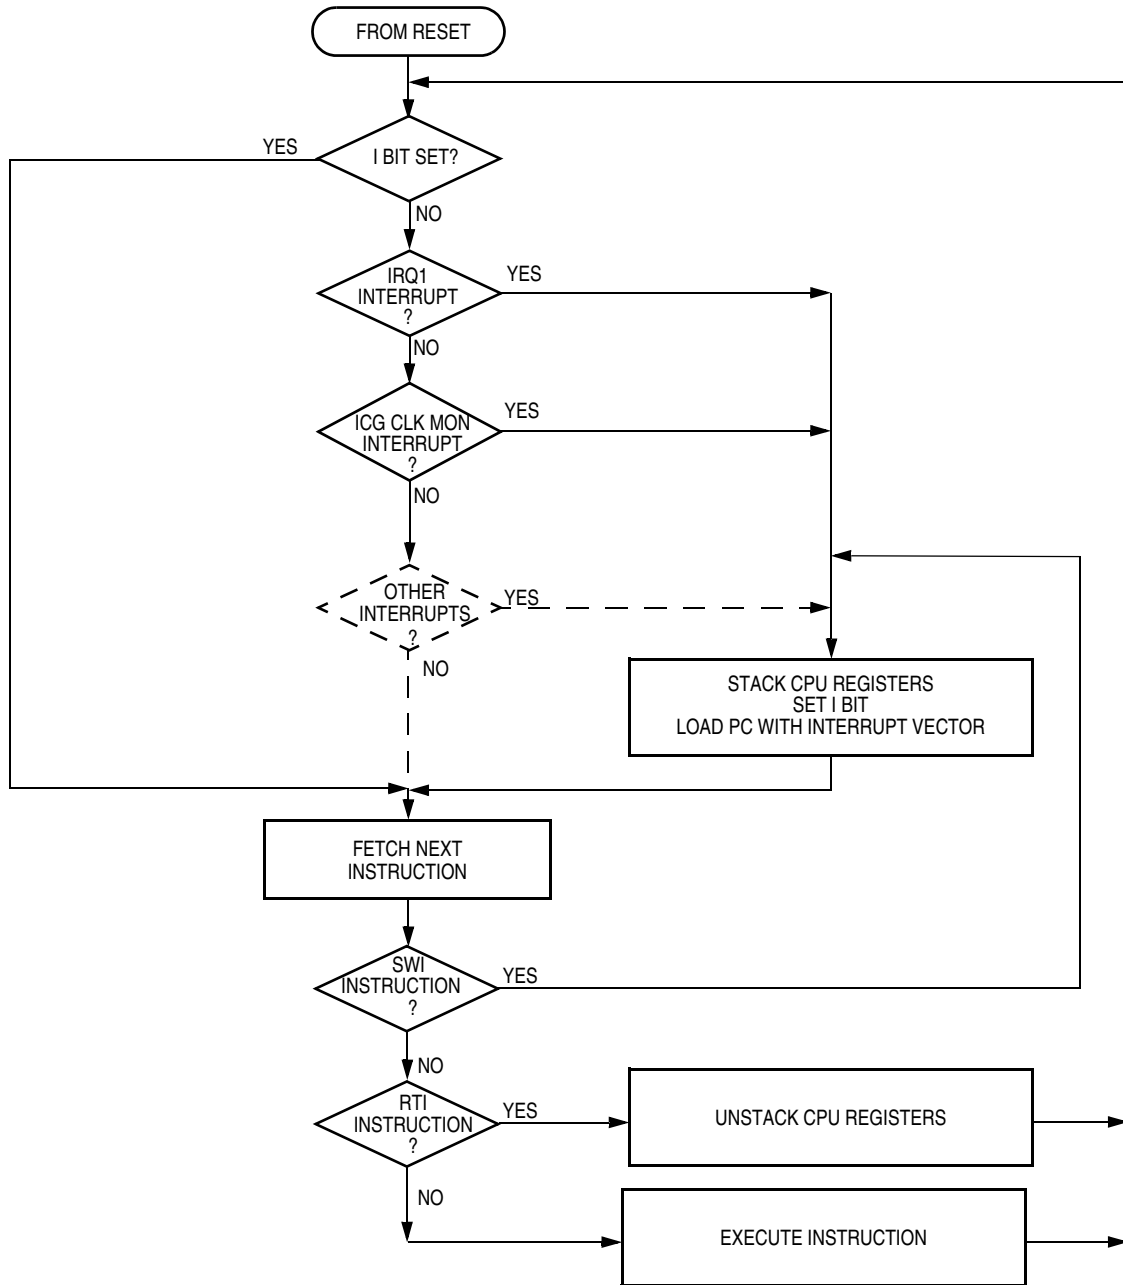 FROM RESET
YES
I BIT SET?
NO
IRQ1
INTERRUPT
?
YES
NO
ICG CLK MON
INTERRUPT
?
YES
NO
OTHER
INTERRUPTS
?
YES
NO
STACK CPU REGISTERS
SET I BIT
LOAD PC WITH INTERRUPT VECTOR
FETCH NEXT
INSTRUCTION
SWI
INSTRUCTION
?
YES
NO
RTI
INSTRUCTION
?
YES
UNSTACK CPU REGISTERS
NO
EXECUTE INSTRUCTION